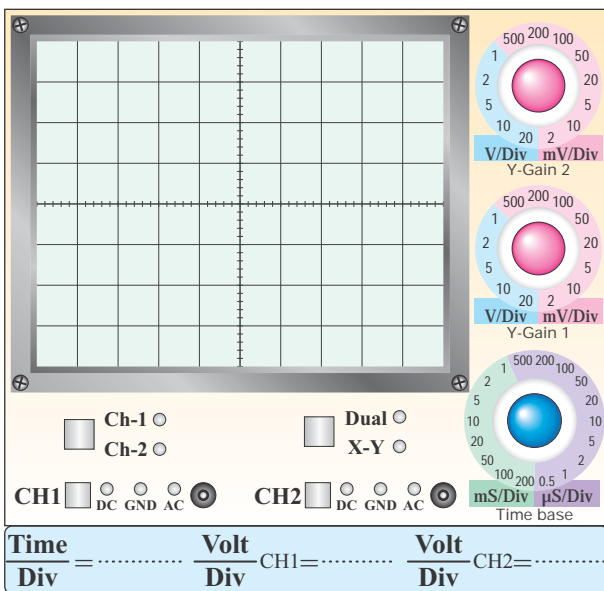 500 200 100
1 50
2 20
5 10
10 5
20 2
V/Div mV/Div
Y-Gain 2
500 200 100
1 50
2 20
5 10
10 5
20 2
V/Div mV/Div
Y-Gain 1
500 200
1 100
2 50
5 20
10 10
20 5
50 2
100 200 0.5 1
mS/Div µS/Div
Time base
Ch-1
Ch-2
Dual
X-Y
CH1 DC GND AC
CH2 DC GND AC
Time/Div = ............ Volt/Div CH1= .......... Volt/Div CH2= ..........